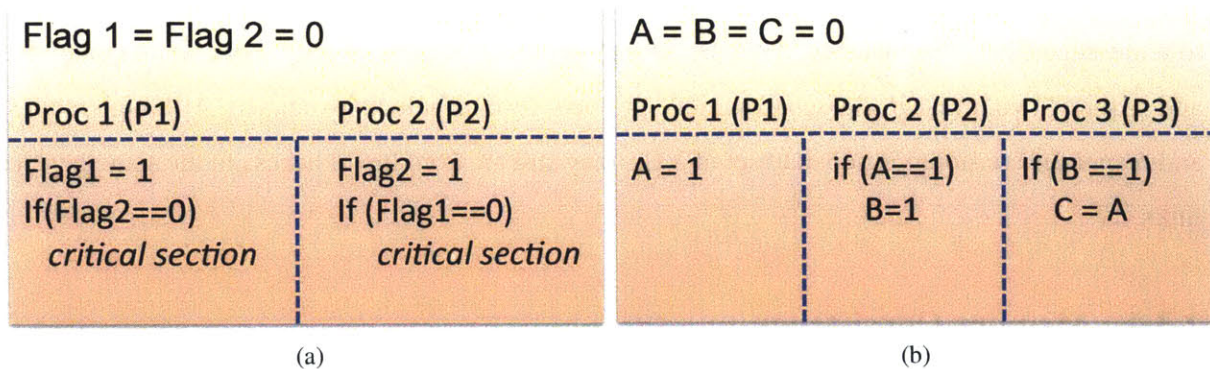 Flag 1 = Flag 2 = 0
Proc 1 (P1) Proc 2 (P2)
Flag1 = 1 Flag2 = 1
If(Flag2==0) If (Flag1==0)
critical section critical section
(a)
A = B = C = 0
Proc 1 (P1) Proc 2 (P2) Proc 3 (P3)
A = 1 if (A==1) If (B ==1)
B=1 C = A
(b)